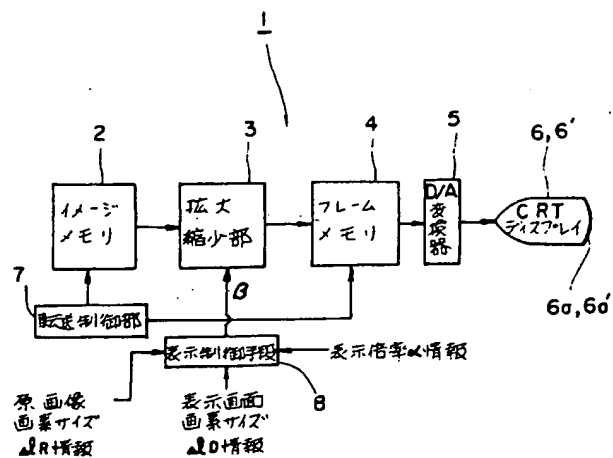 1
2
3
4
5
6,6'
イメージ
メモリ
拡大
縮少部
フレーム
メモリ
D/A
変換器
CRT
ディスプレイ
6a,6a'
7
転送制御部
β
表示制御手段
表示倍率α情報
8
原画像
画素サイズ
⊿lR情報
表示画面
画素サイズ
⊿lD情報